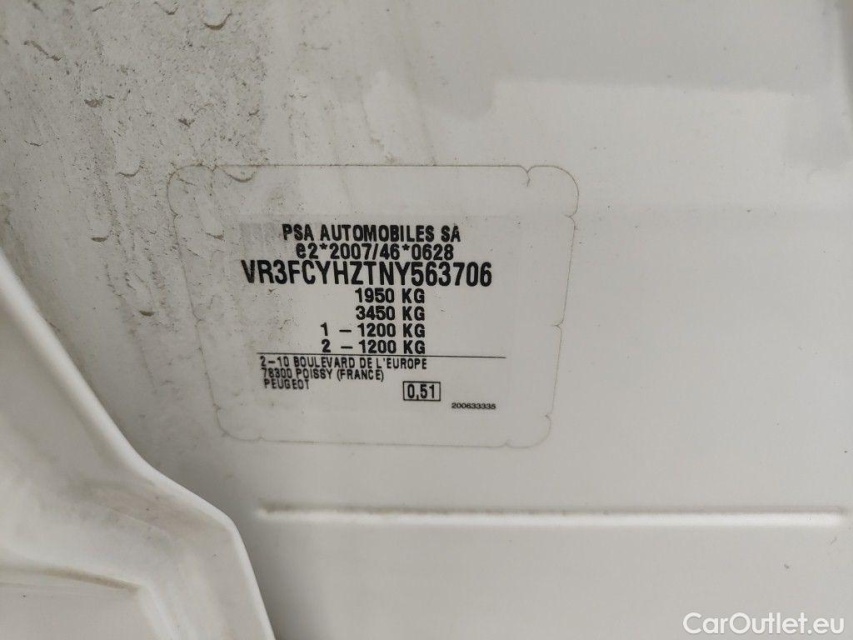 PSA AUTOMOBILES SA
e2*2007/46*0628
VR3FCYHZTNY563706
1950 KG
3450 KG
1 - 1200 KG
2 - 1200 KG
2-10 BOULEVARD DE L'EUROPE
78300 POISSY (FRANCE)
PEUGEOT
0,51
200633335
CarOutlet.eu